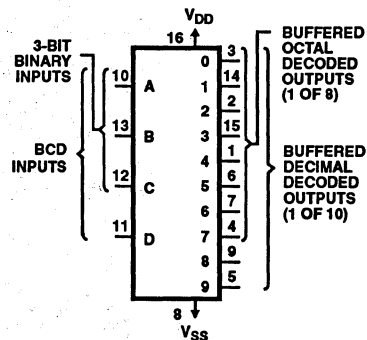 VDD
16
3-BIT
BINARY
INPUTS
BCD
INPUTS
10 A
13 B
12 C
11 D
0 3
1 14
2 2
3 15
4 1
5 6
6 7
7 4
8 9
9 5
8
VSS
BUFFERED
OCTAL
DECODED
OUTPUTS
(1 OF 8)
BUFFERED
DECIMAL
DECODED
OUTPUTS
(1 OF 10)